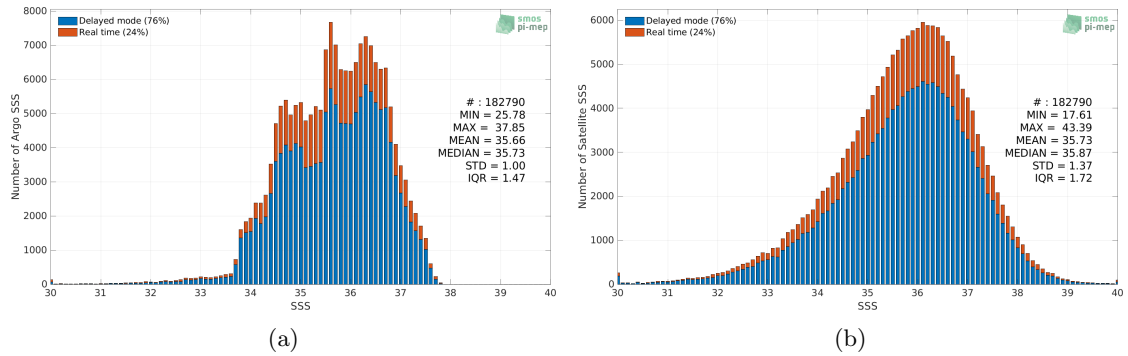 Delayed mode (76%)
Real time (24%)
smos
pi-mep
8000
7000
6000
5000
4000
3000
2000
1000
0
Number of Argo SSS
# : 182790
MIN = 25.78
MAX = 37.85
MEAN = 35.66
MEDIAN = 35.73
STD = 1.00
IQR = 1.47
30 31 32 33 34 35 36 37 38 39 40
SSS
(a)
Delayed mode (76%)
Real time (24%)
smos
pi-mep
6000
5000
4000
3000
2000
1000
0
Number of Satellite SSS
# : 182790
MIN = 17.61
MAX = 43.39
MEAN = 35.73
MEDIAN = 35.87
STD = 1.37
IQR = 1.72
30 31 32 33 34 35 36 37 38 39 40
SSS
(b)